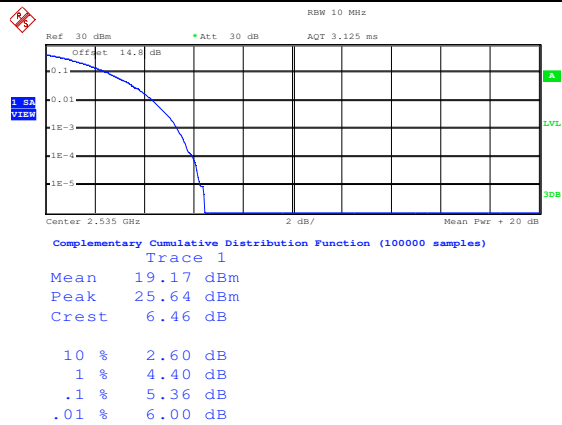 RBW 10 MHz
Ref 30 dBm *Att 30 dB AQT 3.125 ms
Offset 14.8 dB
0.1
A
0.01
1 SA
VIEW
LVL
1E-3
1E-4
1E-5
3DB
Center 2.535 GHz 2 dB/ Mean Pwr + 20 dB
Complementary Cumulative Distribution Function (100000 samples)
Trace 1
Mean 19.17 dBm
Peak 25.64 dBm
Crest 6.46 dB
10 % 2.60 dB
1 % 4.40 dB
.1 % 5.36 dB
.01 % 6.00 dB